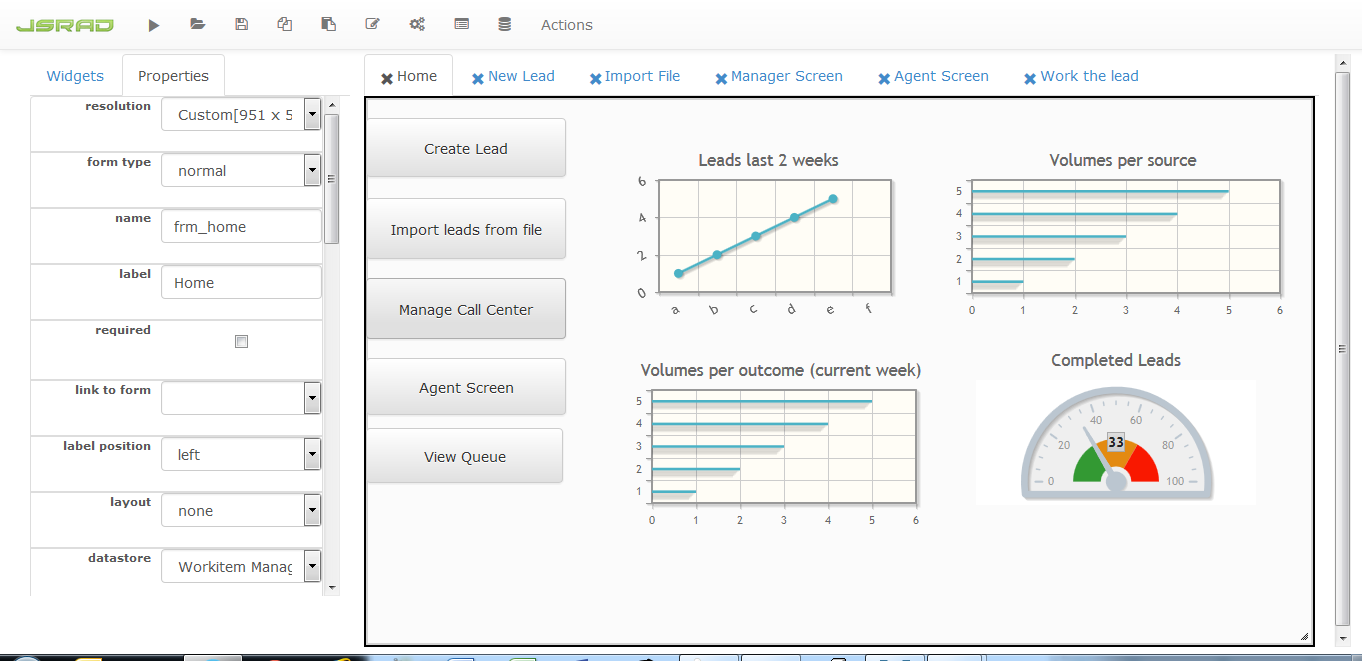 JSRAD Actions
Widgets Properties
Home New Lead Import File Manager Screen Agent Screen Work the lead
resolution Custom[951 x 5
form type normal
name frm_home
label Home
required
link to form
label position left
layout none
datastore Workitem Manag
Create Lead
Import leads from file
Manage Call Center
Agent Screen
View Queue
Leads last 2 weeks
6
4
2
0
a b c d e f
Volumes per source
5
4
3
2
1
0 1 2 3 4 5 6
Volumes per outcome (current week)
5
4
3
2
1
0 1 2 3 4 5 6
Completed Leads
40 60
33
20 80
0 100